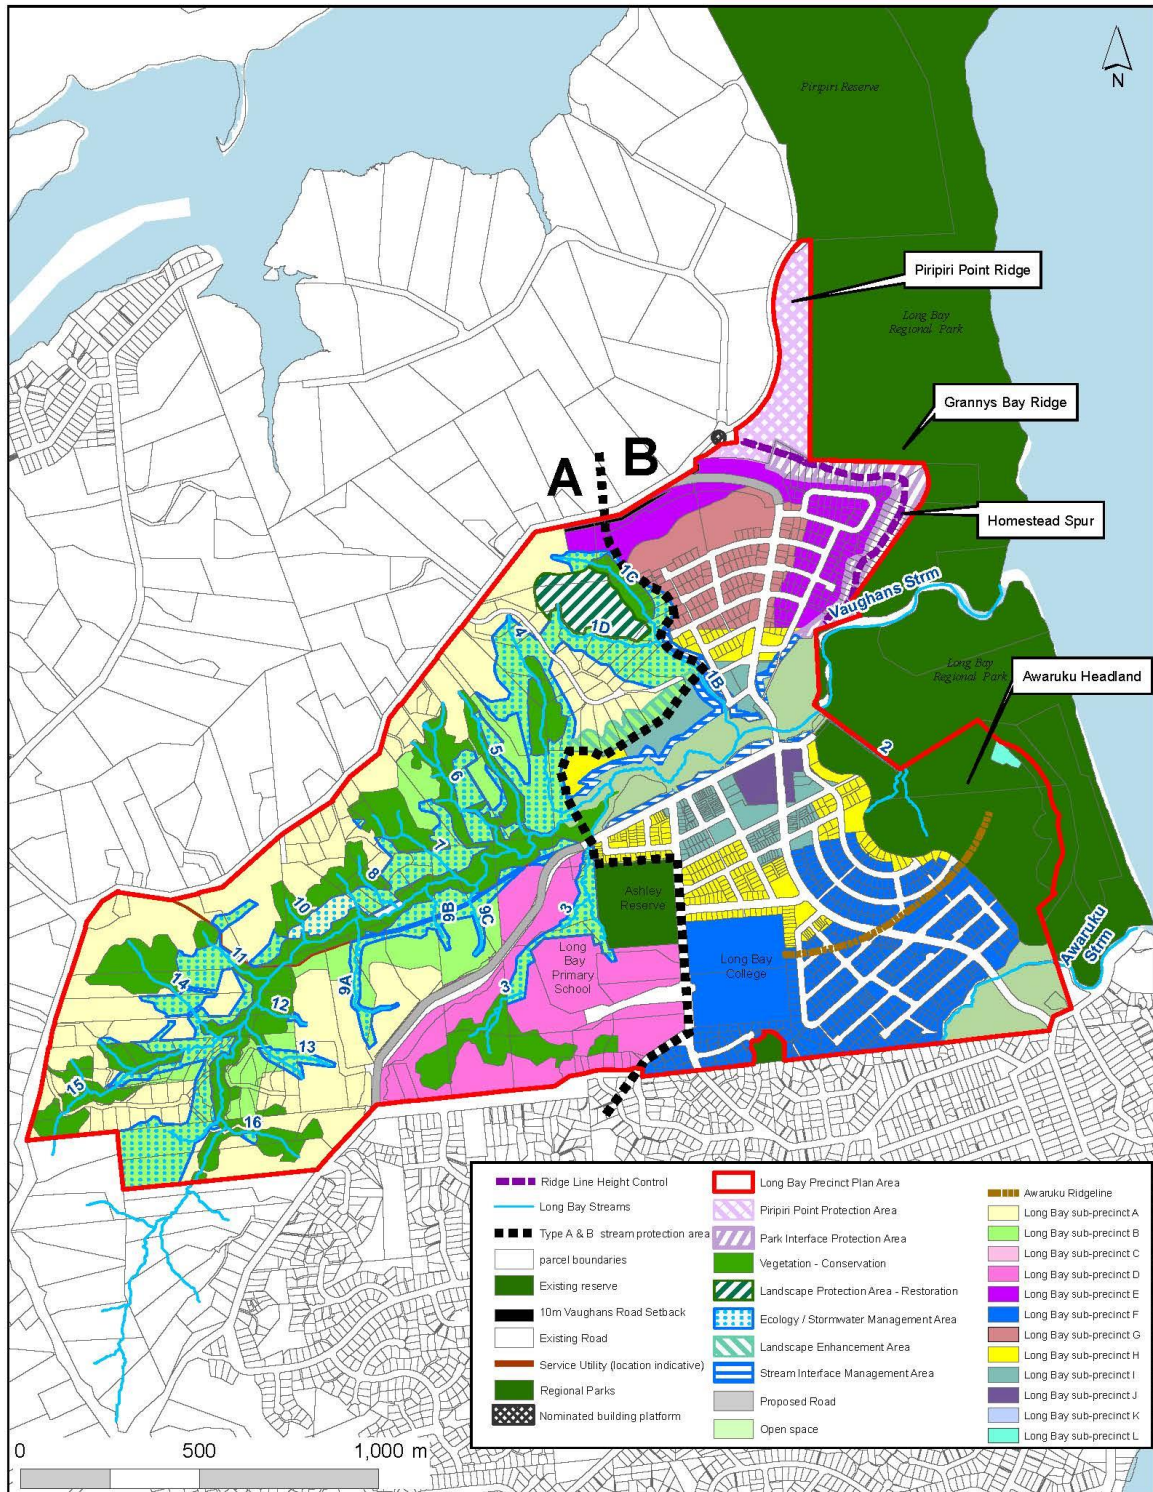 Piripiri Reserve
N
Piripiri Point Ridge
Long Bay
Regional Park
Grannys Bay Ridge
A
B
Homestead Spur
1C
Vaughans Strm
1D
4
1B
Long Bay
Regional Park
Awaruku Headland
2
5
6
7
8
Ashley
Reserve
10
9B
9C
3
11
Long
Bay
Primary
School
Long Bay
College
Awaruku
Strm
14
9A
3
12
13
15
16
Ridge Line Height Control
Long Bay Streams
Type A & B stream protection area
parcel boundaries
Existing reserve
10m Vaughans Road Setback
Existing Road
Service Utility (location indicative)
Regional Parks
Nominated building platform
Long Bay Precinct Plan Area
Piripiri Point Protection Area
Park Interface Protection Area
Vegetation - Conservation
Landscape Protection Area - Restoration
Ecology / Stormwater Management Area
Landscape Enhancement Area
Stream Interface Management Area
Proposed Road
Open space
Awaruku Ridgeline
Long Bay sub-precinct A
Long Bay sub-precinct B
Long Bay sub-precinct C
Long Bay sub-precinct D
Long Bay sub-precinct E
Long Bay sub-precinct F
Long Bay sub-precinct G
Long Bay sub-precinct H
Long Bay sub-precinct I
Long Bay sub-precinct J
Long Bay sub-precinct K
Long Bay sub-precinct L
0 500 1,000 m